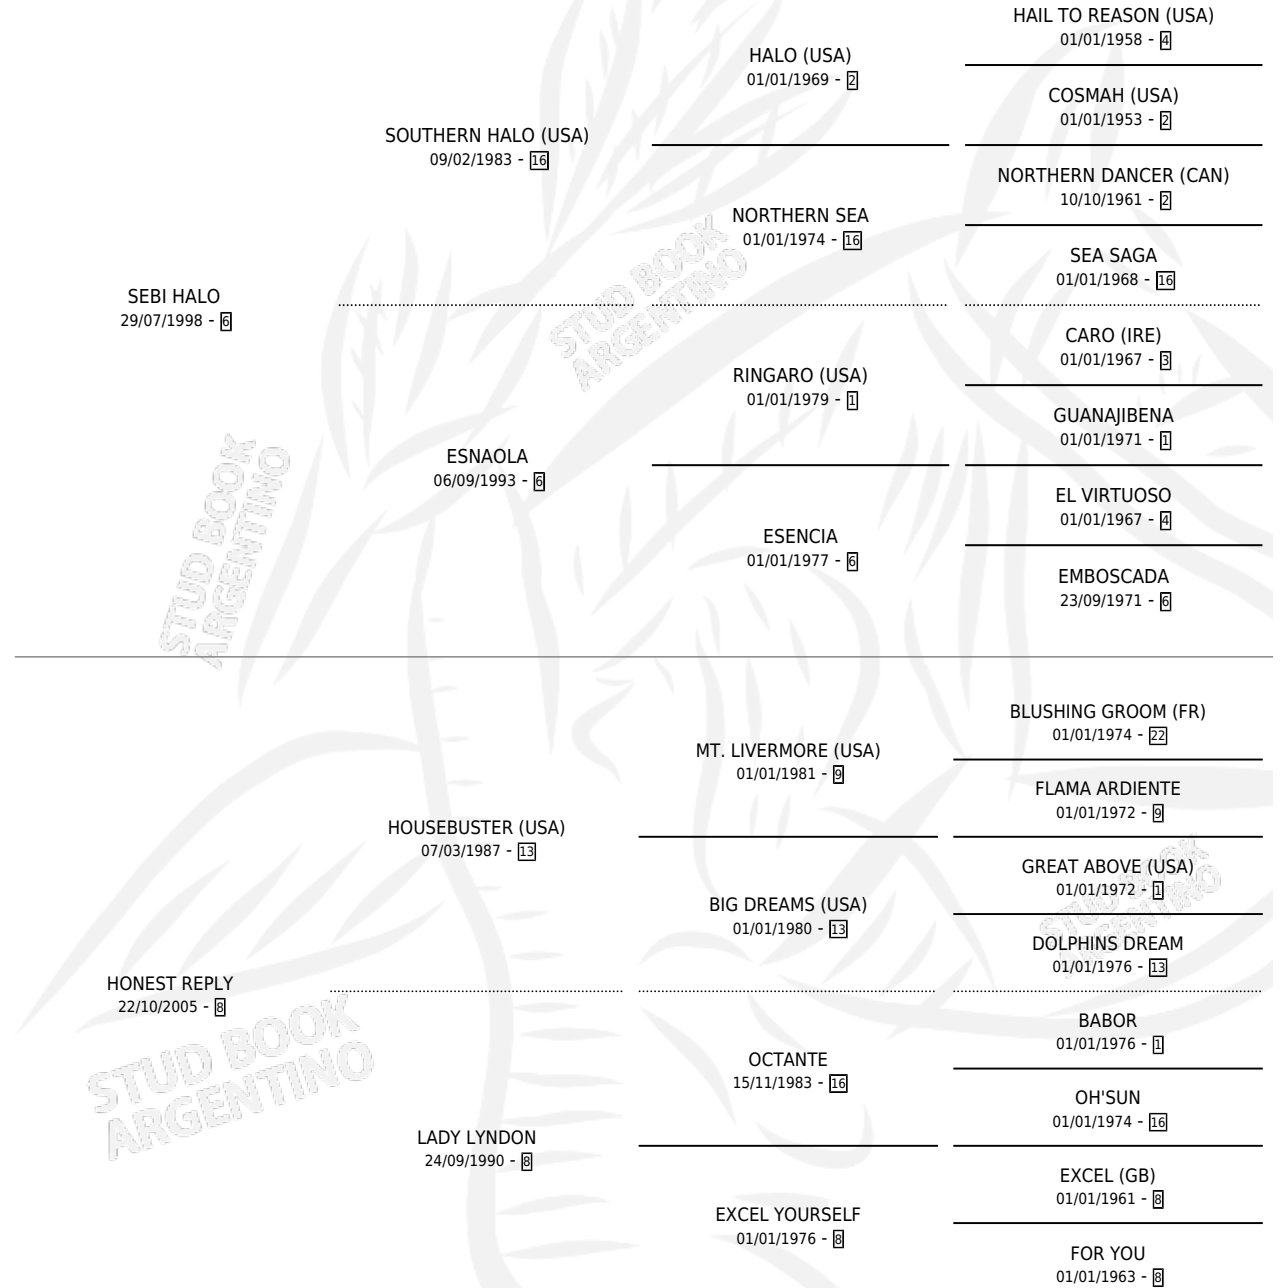 HAIL TO REASON (USA)
01/01/1958 - 4
HALO (USA)
01/01/1969 - 2
COSMAH (USA)
01/01/1953 - 2
SOUTHERN HALO (USA)
09/02/1983 - 16
NORTHERN DANCER (CAN)
10/10/1961 - 2
NORTHERN SEA
01/01/1974 - 16
SEA SAGA
01/01/1968 - 16
SEBI HALO
29/07/1998 - 6
STUD BOOK
ARGENTINO
CARO (IRE)
01/01/1967 - 3
RINGARO (USA)
01/01/1979 - 1
GUANAJIBENA
01/01/1971 - 1
ESNAOLA
06/09/1993 - 6
EL VIRTUOSO
01/01/1967 - 4
ESENCIA
01/01/1977 - 6
EMBOSCADA
23/09/1971 - 6
STUD BOOK
ARGENTINO
BLUSHING GROOM (FR)
01/01/1974 - 22
MT. LIVERMORE (USA)
01/01/1981 - 9
FLAMA ARDIENTE
01/01/1972 - 9
HOUSEBUSTER (USA)
07/03/1987 - 13
GREAT ABOVE (USA)
01/01/1972 - 1
BIG DREAMS (USA)
01/01/1980 - 13
STUD BOOK
ARGENTINO
DOLPHINS DREAM
01/01/1976 - 13
HONEST REPLY
22/10/2005 - 8
STUD BOOK
ARGENTINO
BABOR
01/01/1976 - 1
OCTANTE
15/11/1983 - 16
OH'SUN
01/01/1974 - 16
LADY LYNDON
24/09/1990 - 8
EXCEL (GB)
01/01/1961 - 8
EXCEL YOURSELF
01/01/1976 - 8
FOR YOU
01/01/1963 - 8